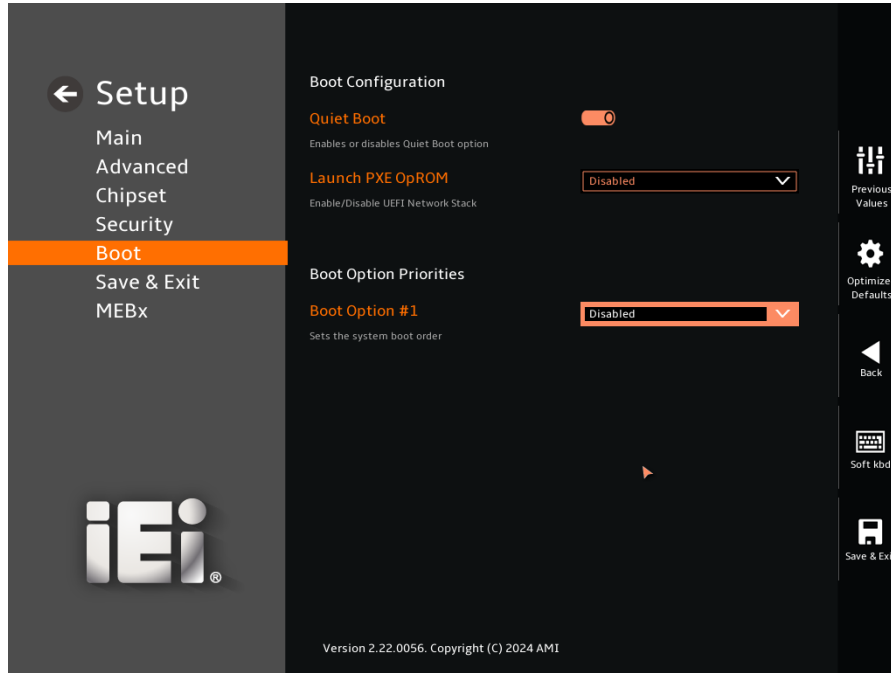 Setup
Main
Advanced
Chipset
Security
Boot
Save & Exit
MEBx
iEi®
Boot Configuration
Quiet Boot
Enables or disables Quiet Boot option
Launch PXE OpROM
Disabled
Enable/Disable UEFI Network Stack
Boot Option Priorities
Boot Option #1
Disabled
Sets the system boot order
Version 2.22.0056. Copyright (C) 2024 AMI
Previous
Values
Optimize
Defaults
Back
Soft kbd
Save & Exi